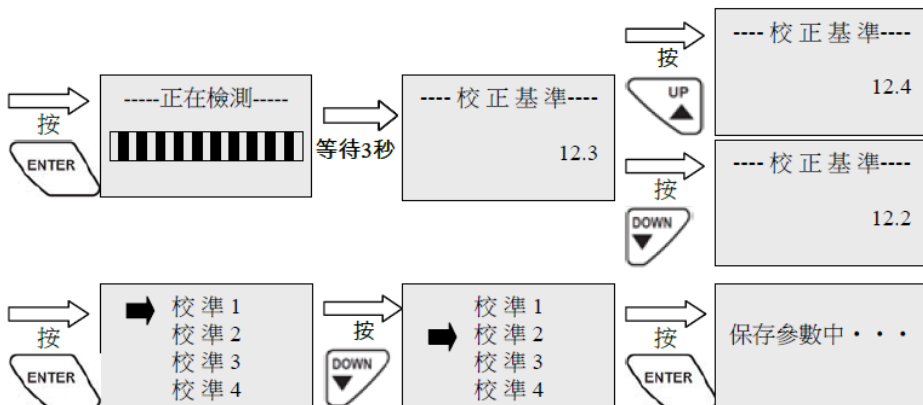 按
ENTER
-----正在檢測-----
等待3秒
---- 校 正 基 準----
12.3
按
UP
---- 校 正 基 準----
12.4
按
DOWN
---- 校 正 基 準----
12.2
按
ENTER
校 準 1
校 準 2
校 準 3
校 準 4
按
DOWN
校 準 1
校 準 2
校 準 3
校 準 4
按
ENTER
保存參數中・・・